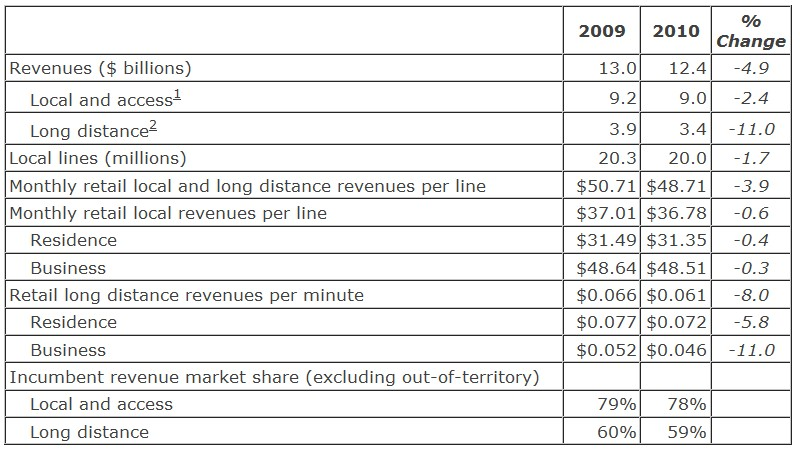 2009 2010 % Change
Revenues ($ billions) 13.0 12.4 -4.9
Local and access1 9.2 9.0 -2.4
Long distance2 3.9 3.4 -11.0
Local lines (millions) 20.3 20.0 -1.7
Monthly retail local and long distance revenues per line $50.71 $48.71 -3.9
Monthly retail local revenues per line $37.01 $36.78 -0.6
Residence $31.49 $31.35 -0.4
Business $48.64 $48.51 -0.3
Retail long distance revenues per minute $0.066 $0.061 -8.0
Residence $0.077 $0.072 -5.8
Business $0.052 $0.046 -11.0
Incumbent revenue market share (excluding out-of-territory)
Local and access 79% 78%
Long distance 60% 59%